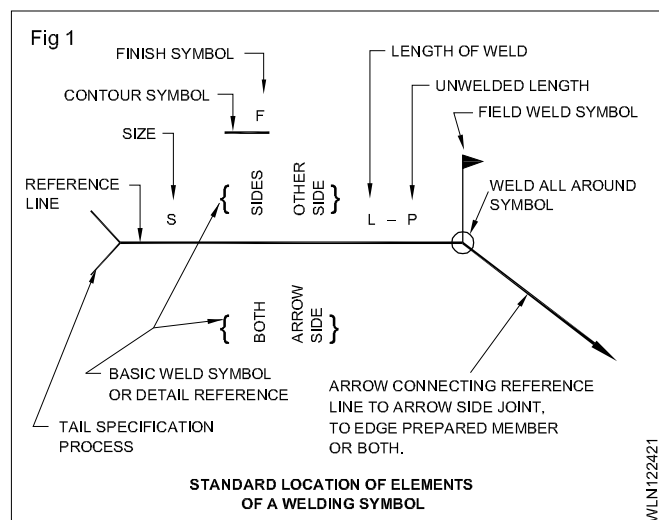 Fig 1
FINISH SYMBOL
LENGTH OF WELD
CONTOUR SYMBOL
F
UNWELDED LENGTH
SIZE
FIELD WELD SYMBOL
REFERENCE
LINE
S
{ SIDES
OTHER
SIDE }
L – P
WELD ALL AROUND
SYMBOL
{ BOTH
ARROW
SIDE }
BASIC WELD SYMBOL
OR DETAIL REFERENCE
TAIL SPECIFICATION
PROCESS
ARROW CONNECTING REFERENCE
LINE TO ARROW SIDE JOINT,
TO EDGE PREPARED MEMBER
OR BOTH.
STANDARD LOCATION OF ELEMENTS
OF A WELDING SYMBOL
WLN122421